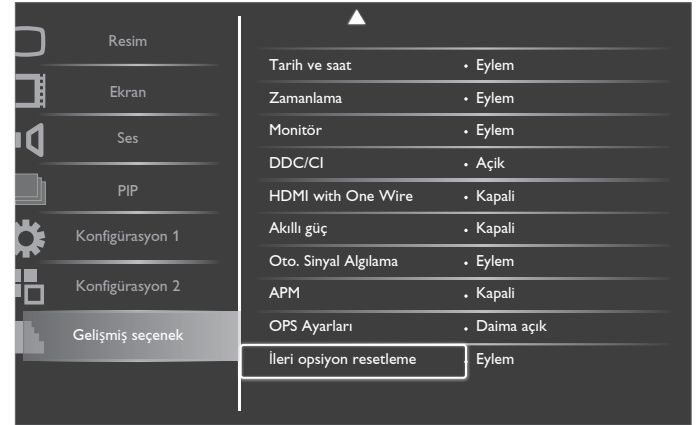 Resim
Ekran
Ses
PIP
Konfigürasyon 1
Konfigürasyon 2
Gelişmiş seçenek
Tarih ve saat • Eylem
Zamanlama • Eylem
Monitör • Eylem
DDC/CI • Açik
HDMI with One Wire • Kapali
Akıllı güç • Kapali
Oto. Sinyal Algılama • Eylem
APM • Kapali
OPS Ayarları • Daima açık
İleri opsiyon resetleme • Eylem